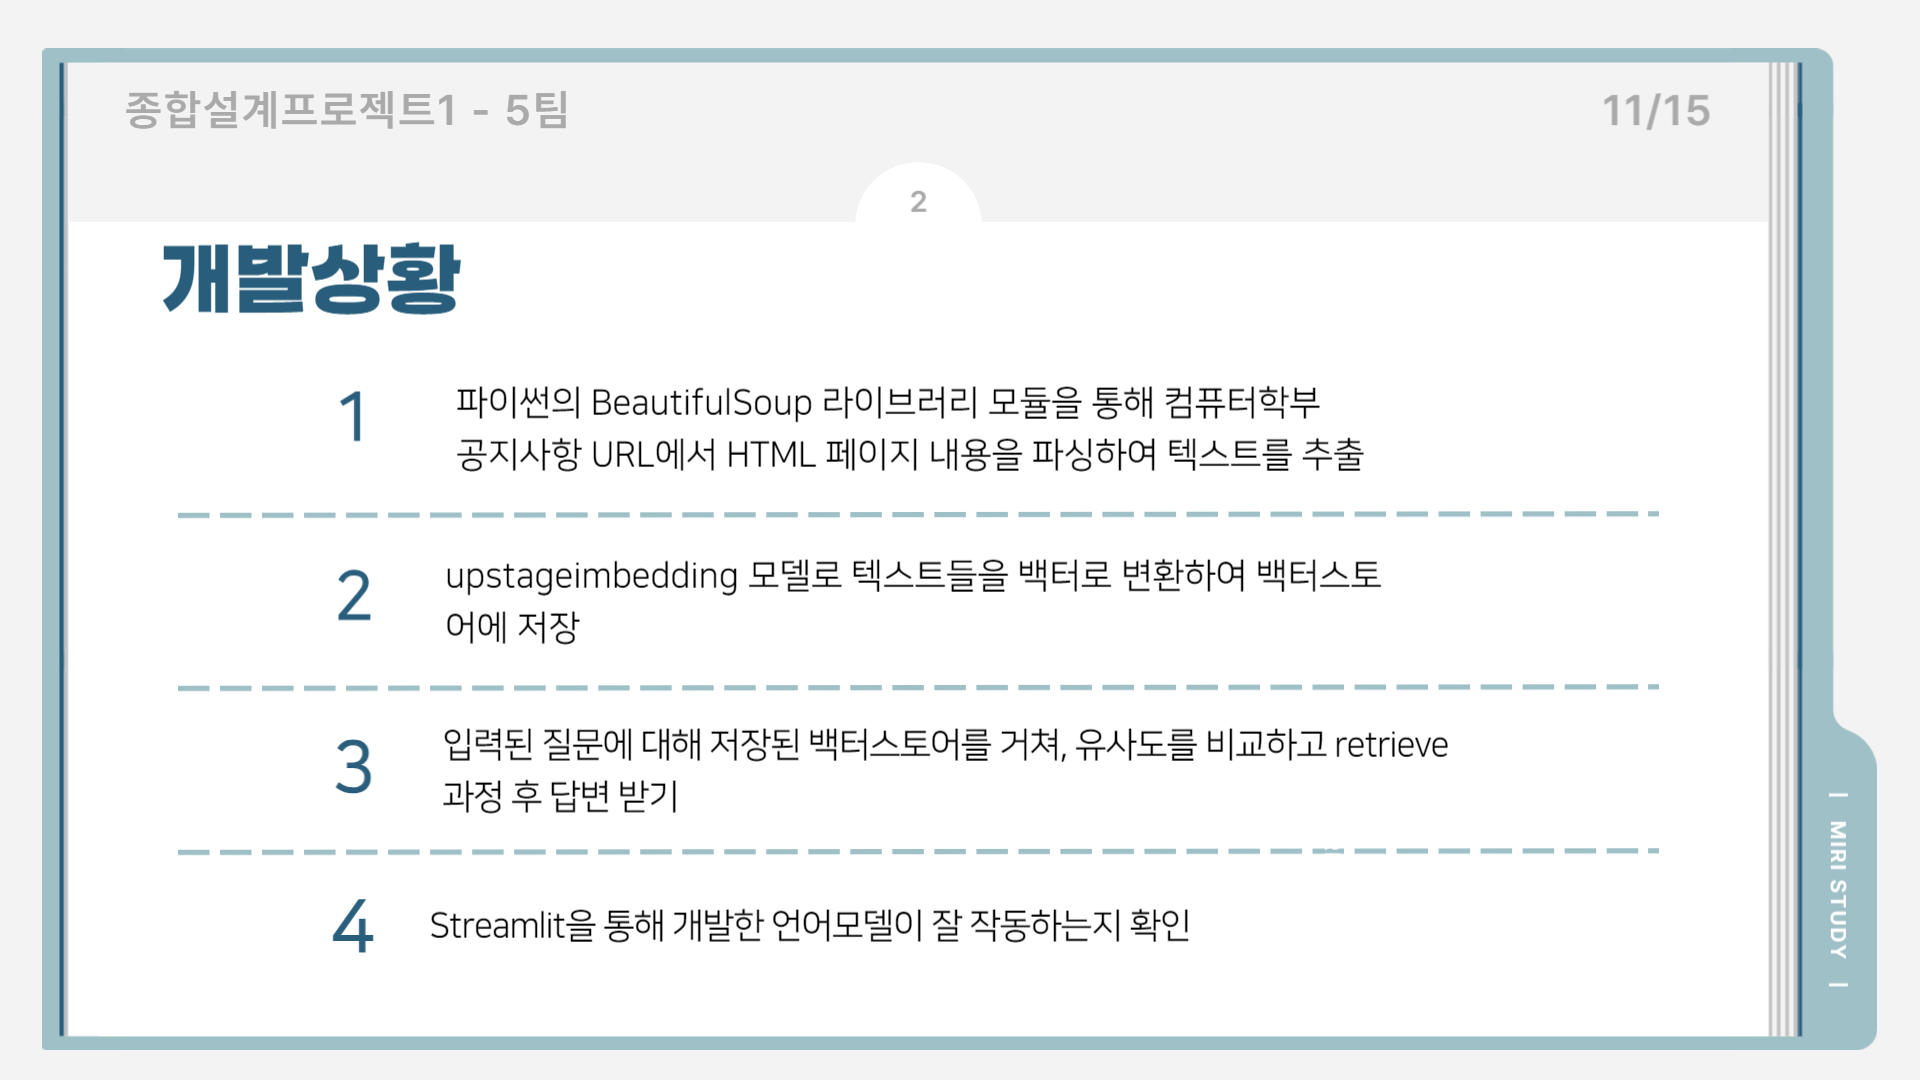 종합설계프로젝트1 - 5팀
11/15
2
개발상황
1
파이썬의 BeautifulSoup 라이브러리 모듈을 통해 컴퓨터학부
공지사항 URL에서 HTML 페이지 내용을 파싱하여 텍스트를 추출
2
upstageimbedding 모델로 텍스트들을 백터로 변환하여 백터스토
어에 저장
3
입력된 질문에 대해 저장된 백터스토어를 거쳐, 유사도를 비교하고 retrieve
과정 후 답변 받기
4
Streamlit을 통해 개발한 언어모델이 잘 작동하는지 확인
| MIRI STUDY |